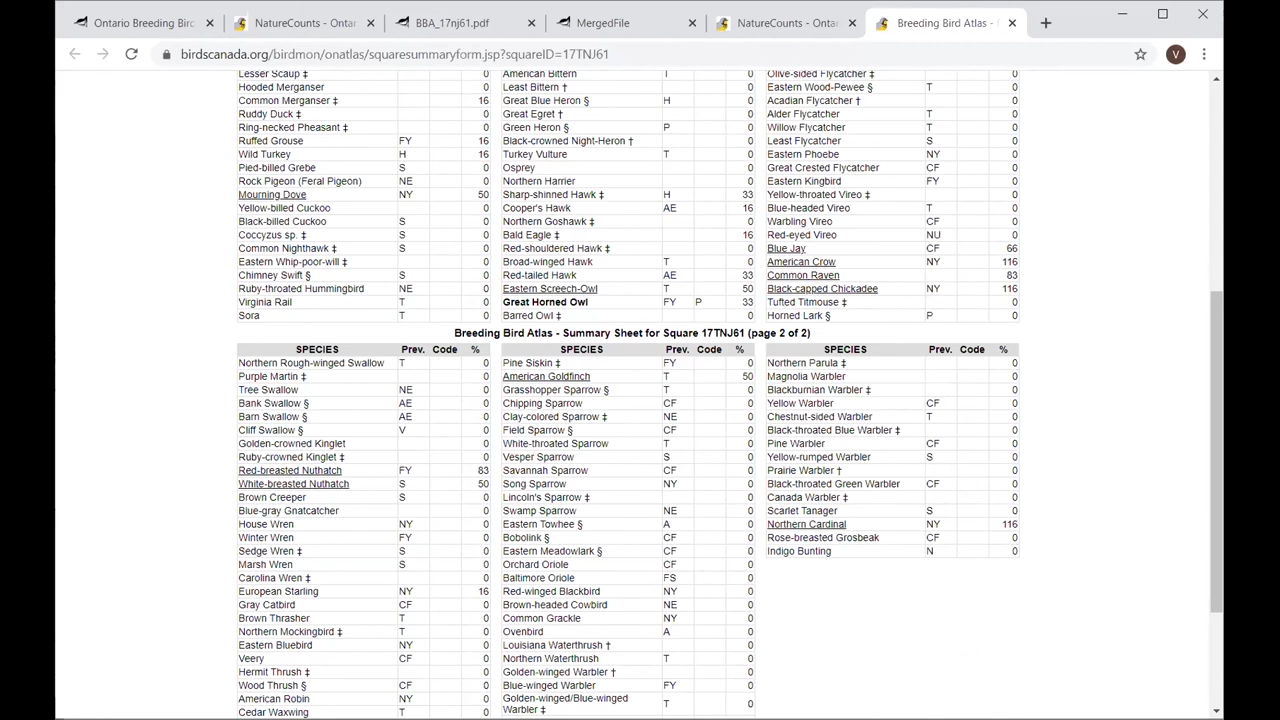 Ontario Breeding Birc
NatureCounts - Ontar
BBA_17nj61.pdf
MergedFile
NatureCounts - Ontar
Breeding Bird Atlas -
birdscanada.org/birdmon/onatlas/squaresummaryform.jsp?squareID=17TNJ61
V
Lesser Scaup ‡ 0 American Bittern T 0 Olive-sided Flycatcher ‡ 0
Hooded Merganser 0 Least Bittern † 0 Eastern Wood-Pewee § T 0
Common Merganser ‡ 16 Great Blue Heron § H 0 Acadian Flycatcher † 0
Ruddy Duck ‡ 0 Great Egret † 0 Alder Flycatcher T 0
Ring-necked Pheasant ‡ 0 Green Heron § P 0 Willow Flycatcher T 0
Ruffed Grouse FY 16 Black-crowned Night-Heron † 0 Least Flycatcher S 0
Wild Turkey H 16 Turkey Vulture T 0 Eastern Phoebe NY 0
Pied-billed Grebe S 0 Osprey 0 Great Crested Flycatcher CF 0
Rock Pigeon (Feral Pigeon) NE 0 Northern Harrier 0 Eastern Kingbird FY 0
Mourning Dove NY 50 Sharp-shinned Hawk ‡ H 33 Yellow-throated Vireo ‡ 0
Yellow-billed Cuckoo 0 Cooper's Hawk AE 16 Blue-headed Vireo T 0
Black-billed Cuckoo S 0 Northern Goshawk ‡ 0 Warbling Vireo CF 0
Coccyzus sp. ‡ S 0 Bald Eagle ‡ 16 Red-eyed Vireo NU 0
Common Nighthawk ‡ S 0 Red-shouldered Hawk ‡ 0 Blue Jay CF 66
Eastern Whip-poor-will ‡ 0 Broad-winged Hawk T 0 American Crow NY 116
Chimney Swift § S 0 Red-tailed Hawk AE 33 Common Raven 83
Ruby-throated Hummingbird NE 0 Eastern Screech-Owl T 50 Black-capped Chickadee NY 116
Virginia Rail T 0 Great Horned Owl FY P 33 Tufted Titmouse ‡ 0
Sora T 0 Barred Owl ‡ 0 Horned Lark § P 0
Breeding Bird Atlas - Summary Sheet for Square 17TNJ61 (page 2 of 2)
SPECIES Prev. Code % SPECIES Prev. Code % SPECIES Prev. Code %
Northern Rough-winged Swallow T 0 Pine Siskin ‡ FY 0 Northern Parula ‡ 0
Purple Martin ‡ 0 American Goldfinch T 50 Magnolia Warbler 0
Tree Swallow NE 0 Grasshopper Sparrow § T 0 Blackburnian Warbler ‡ 0
Bank Swallow § AE 0 Chipping Sparrow CF 0 Yellow Warbler CF 0
Barn Swallow § AE 0 Clay-colored Sparrow ‡ NE 0 Chestnut-sided Warbler T 0
Cliff Swallow § V 0 Field Sparrow § CF 0 Black-throated Blue Warbler ‡ 0
Golden-crowned Kinglet 0 White-throated Sparrow T 0 Pine Warbler CF 0
Ruby-crowned Kinglet ‡ 0 Vesper Sparrow S 0 Yellow-rumped Warbler S 0
Red-breasted Nuthatch FY 83 Savannah Sparrow CF 0 Prairie Warbler † 0
White-breasted Nuthatch S 50 Song Sparrow NY 0 Black-throated Green Warbler CF 0
Brown Creeper S 0 Lincoln's Sparrow ‡ 0 Canada Warbler ‡ 0
Blue-gray Gnatcatcher 0 Swamp Sparrow NE 0 Scarlet Tanager S 0
House Wren NY 0 Eastern Towhee § A 0 Northern Cardinal NY 116
Winter Wren FY 0 Bobolink § CF 0 Rose-breasted Grosbeak CF 0
Sedge Wren ‡ S 0 Eastern Meadowlark § CF 0 Indigo Bunting N 0
Marsh Wren S 0 Orchard Oriole CF 0
Carolina Wren ‡ 0 Baltimore Oriole FS 0
European Starling NY 16 Red-winged Blackbird NY 0
Gray Catbird CF 0 Brown-headed Cowbird NE 0
Brown Thrasher T 0 Common Grackle NY 0
Northern Mockingbird ‡ T 0 Ovenbird A 0
Eastern Bluebird NY 0 Louisiana Waterthrush † 0
Veery CF 0 Northern Waterthrush T 0
Hermit Thrush ‡ 0 Golden-winged Warbler † 0
Wood Thrush § CF 0 Blue-winged Warbler FY 0
American Robin NY 0 Golden-winged/Blue-winged
Cedar Waxwing T 0 Warbler ‡ T 0